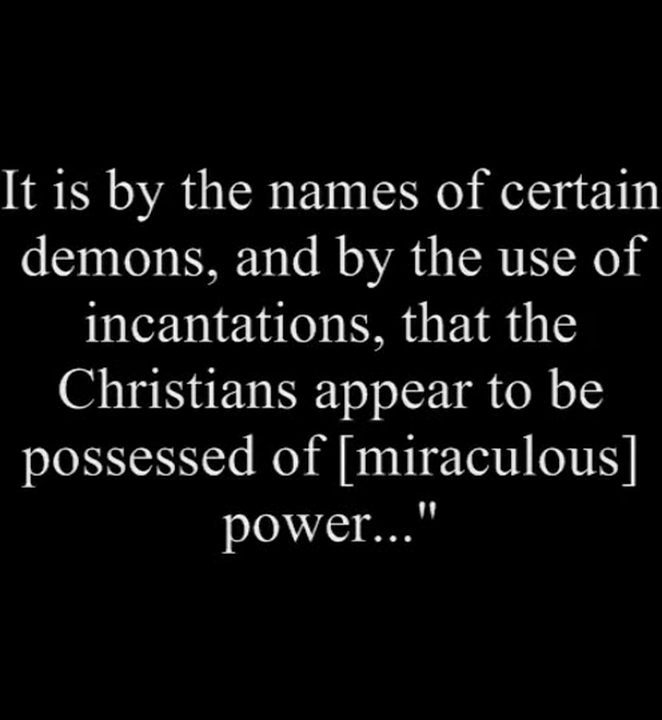 It is by the names of certain
demons, and by the use of
incantations, that the
Christians appear to be
possessed of [miraculous]
power..."